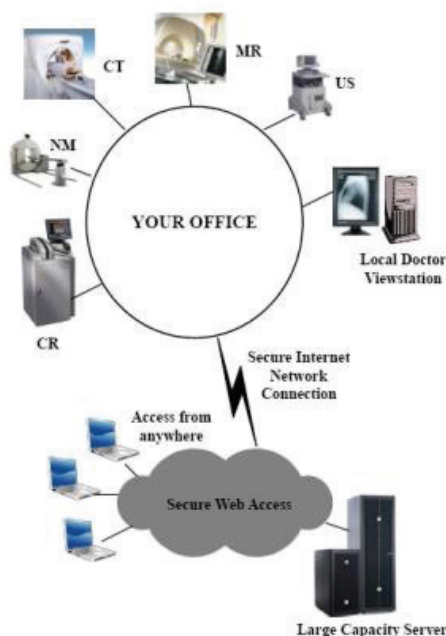 CT
MR
US
NM
YOUR OFFICE
Local Doctor
Viewstation
CR
Secure Internet
Network
Connection
Access from
anywhere
Secure Web Access
Large Capacity Server